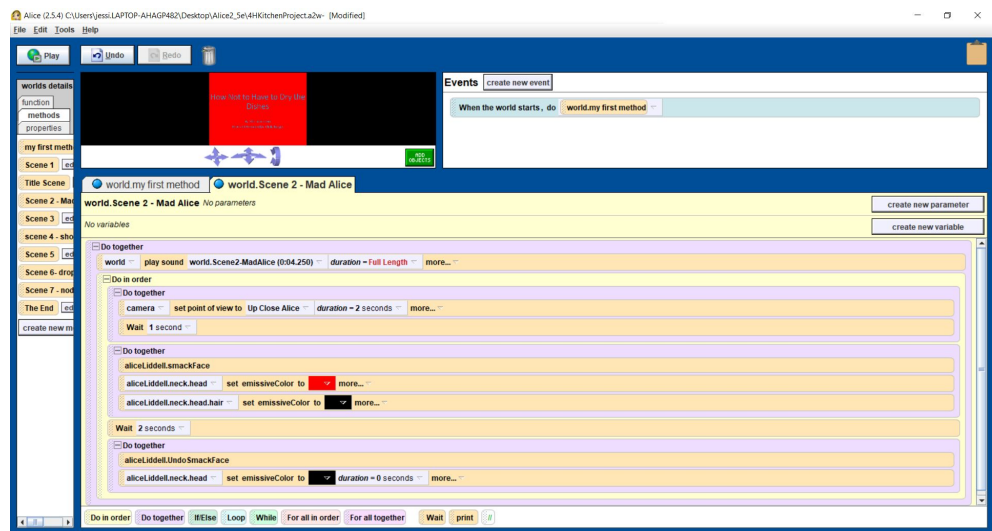 Alice (2.5.4) C:\Users\jessi.LAPTOP-AHAGP482\Desktop\Alice2_5e\4HKitchenProject.a2w- [Modified]
File Edit Tools Help
Play Undo Redo
worlds details
function
methods
properties
my first meth
Scene 1 ed
Title Scene
Scene 2 - Mad
Scene 3 ed
scene 4 - sho
Scene 5 ed
Scene 6- drop
Scene 7 - nod
The End ed
create new m
How Not to Have to Dry the
Dishes
ADD
OBJECTS
Events create new event
When the world starts, do world.my first method
world.my first method world.Scene 2 - Mad Alice
world.Scene 2 - Mad Alice No parameters
create new parameter
No variables
create new variable
Do together
world play sound world.Scene2-MadAlice (0:04.250) duration = Full Length more...
Do in order
Do together
camera set point of view to Up Close Alice duration = 2 seconds more...
Wait 1 second
Do together
aliceLiddell.smackFace
aliceLiddell.neck.head set emissiveColor to more...
aliceLiddell.neck.head.hair set emissiveColor to more...
Wait 2 seconds
Do together
aliceLiddell.UndoSmackFace
aliceLiddell.neck.head set emissiveColor to duration = 0 seconds more...
Do in order Do together If/Else Loop While For all in order For all together Wait print //